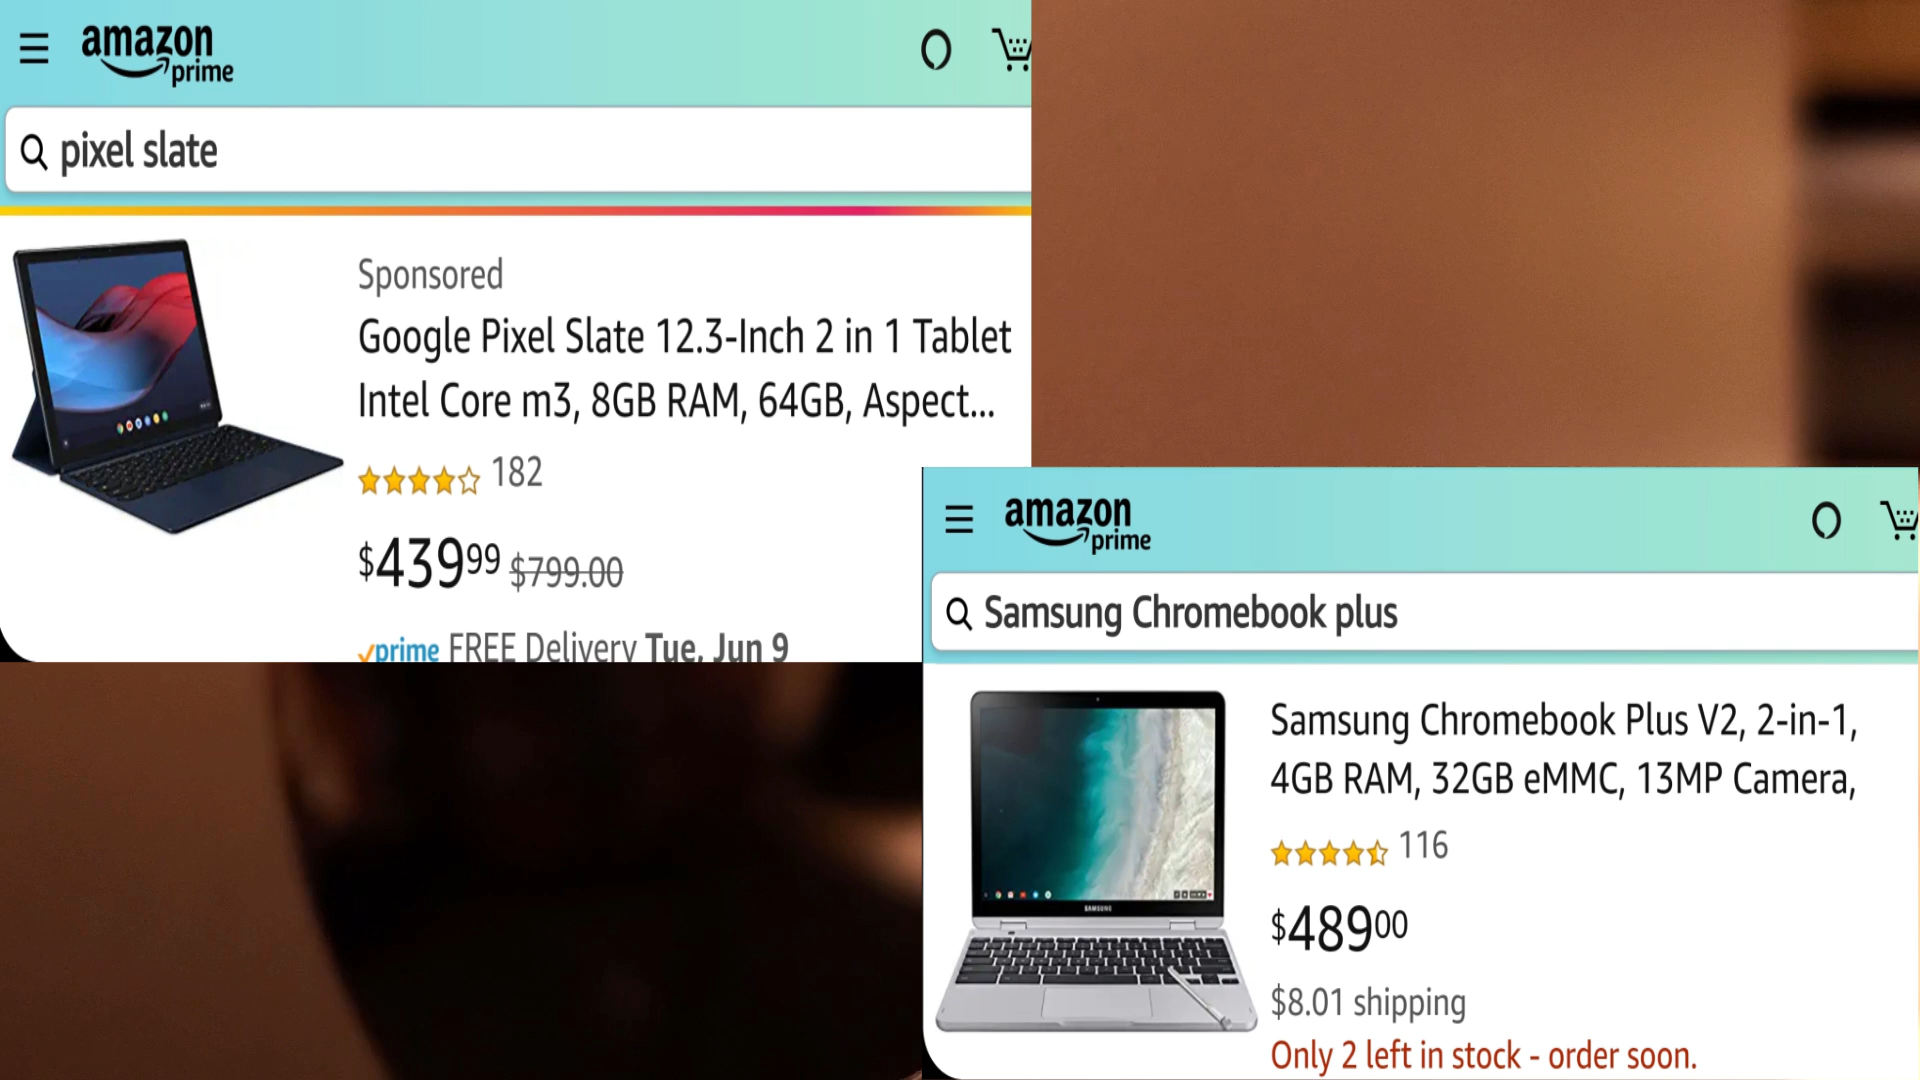 amazon
prime
pixel slate
Sponsored
Google Pixel Slate 12.3-Inch 2 in 1 Tablet
Intel Core m3, 8GB RAM, 64GB, Aspect...
182
$43999 $799.00
prime FREE Delivery Tue, Jun 9
amazon
prime
Samsung Chromebook plus
Samsung Chromebook Plus V2, 2-in-1,
4GB RAM, 32GB eMMC, 13MP Camera,
116
$48900
$8.01 shipping
Only 2 left in stock - order soon.
SAMSUNG